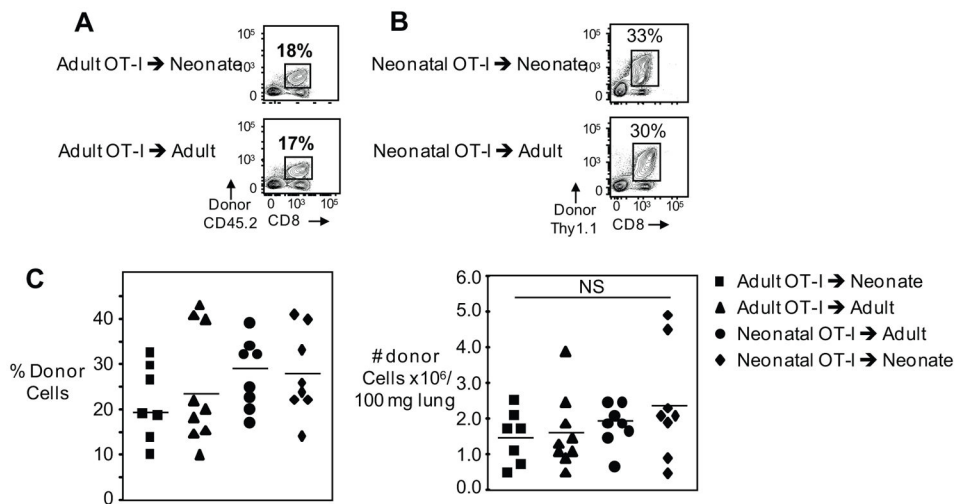 A
B
18%
33%
10⁵
10³
0
Adult OT-I ➔ Neonate
10⁵
10³
0
Neonatal OT-I ➔ Neonate
17%
30%
10⁵
10³
0
Adult OT-I ➔ Adult
10⁵
10³
0
Neonatal OT-I ➔ Adult
0 10³ 10⁵
0 10³ 10⁵
Donor
CD45.2
CD8 →
Donor
Thy1.1
CD8 →
C
% Donor
Cells
40
30
20
10
0
# donor
Cells x10⁶/
100 mg lung
6.0
5.0
4.0
3.0
2.0
1.0
0.0
NS
Adult OT-I ➔ Neonate
Adult OT-I ➔ Adult
Neonatal OT-I ➔ Adult
Neonatal OT-I ➔ Neonate